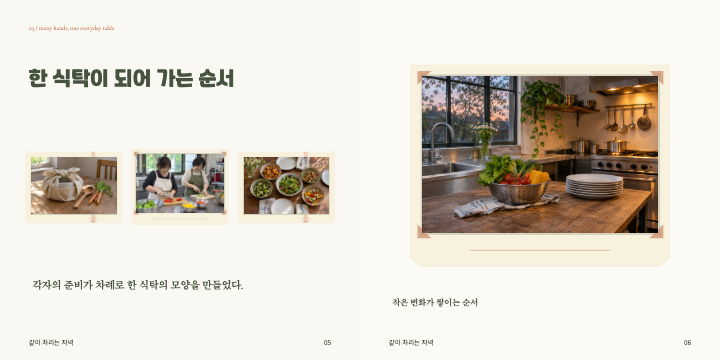 05 / many hands, one everyday table
한 식탁이 되어 가는 순서
각자의 준비가 차례로 한 식탁의 모양을 만들었다.
같이 차리는 저녁
05
작은 변화가 쌓이는 순서
같이 차리는 저녁
06